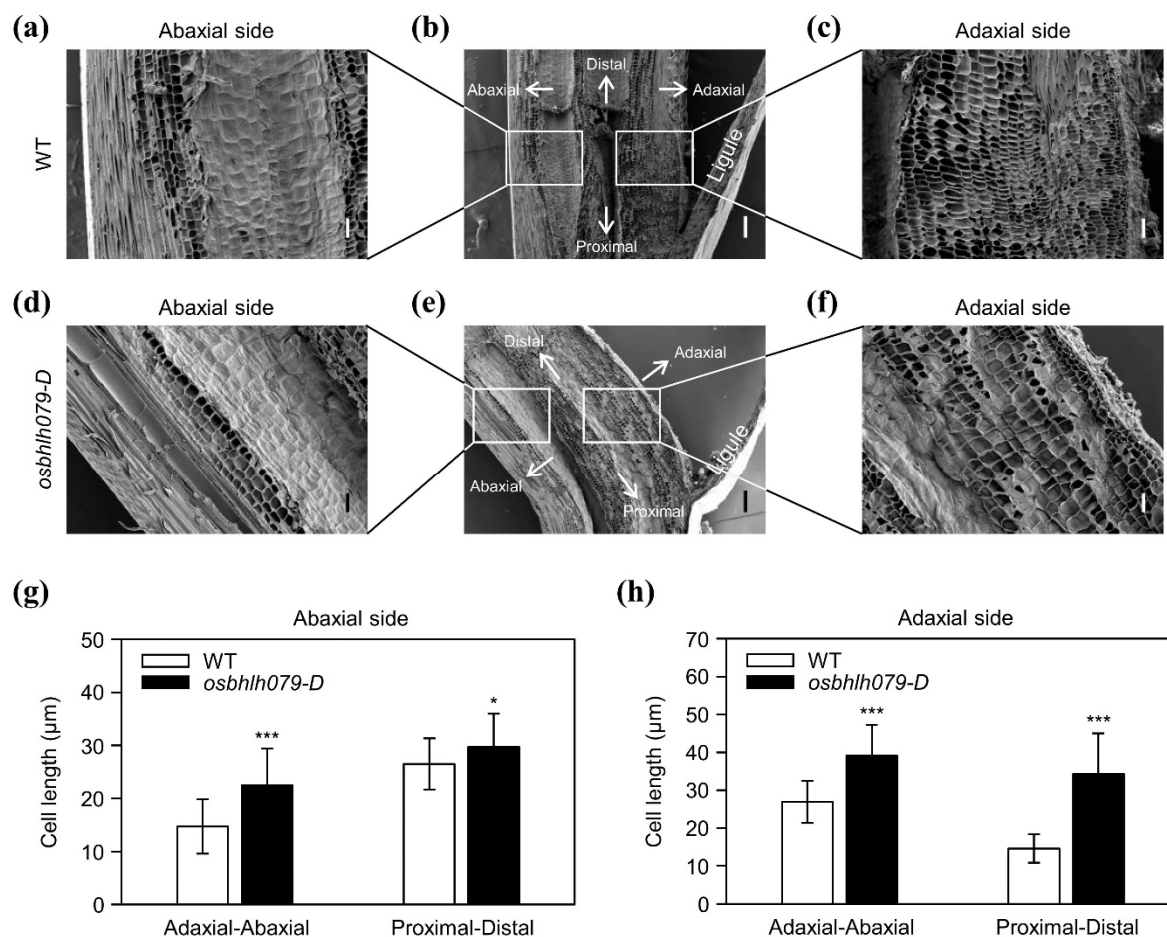 (a)
Abaxial side
(b)
(c)
Adaxial side
WT
Abaxial
Distal
Adaxial
Proximal
Ligule
(d)
Abaxial side
(e)
(f)
Adaxial side
osbhlh079-D
Distal
Adaxial
Abaxial
Proximal
Ligule
(g)
Abaxial side
Cell length (µm)
50
40
30
20
10
0
WT
osbhlh079-D
***
*
Adaxial-Abaxial
Proximal-Distal
(h)
Adaxial side
Cell length (µm)
70
60
50
40
30
20
10
0
WT
osbhlh079-D
***
***
Adaxial-Abaxial
Proximal-Distal